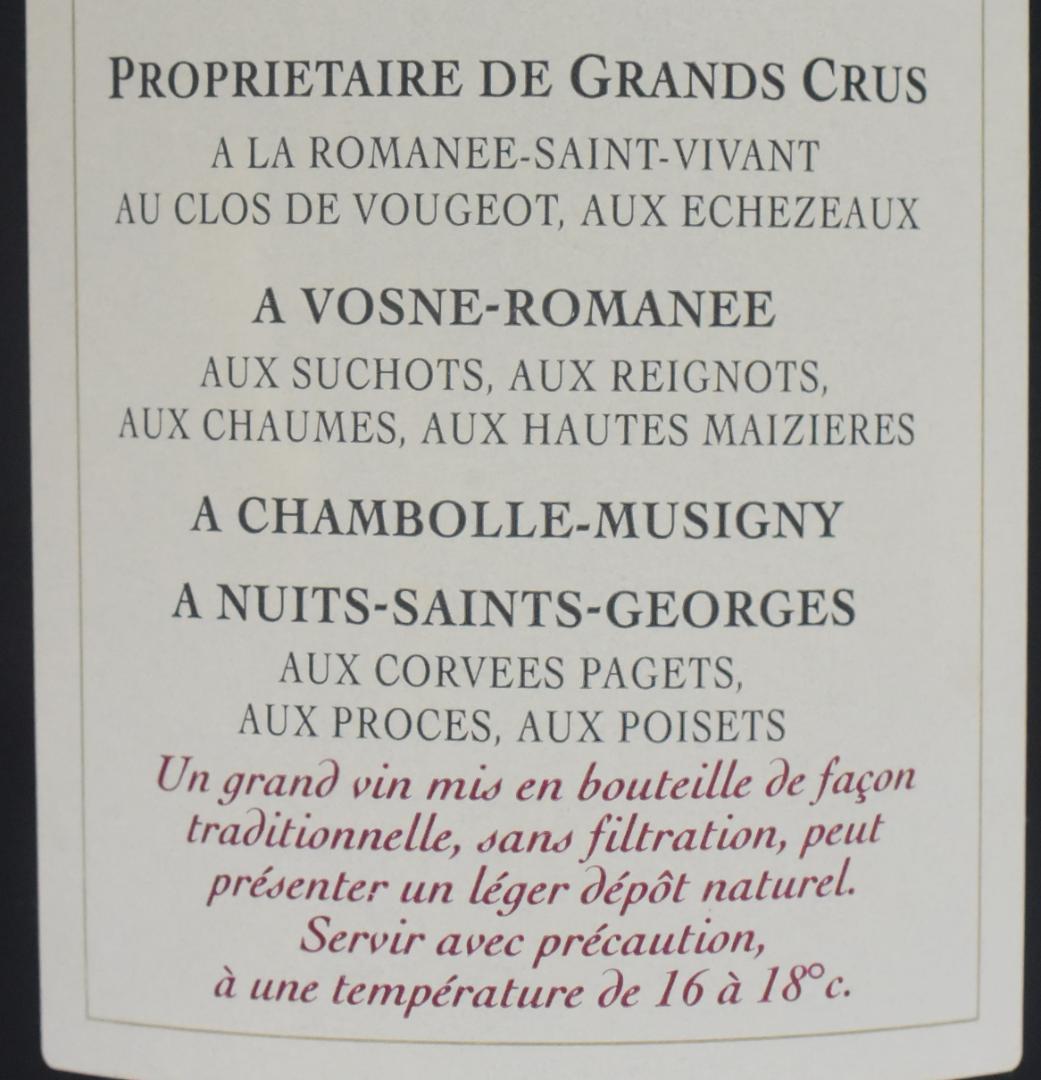 PROPRIETAIRE DE GRANDS CRUS
A LA ROMANEE-SAINT-VIVANT
AU CLOS DE VOUGEOT, AUX ECHEZEAUX
A VOSNE-ROMANEE
AUX SUCHOTS, AUX REIGNOTS,
AUX CHAUMES, AUX HAUTES MAIZIERES
A CHAMBOLLE-MUSIGNY
A NUITS-SAINTS-GEORGES
AUX CORVEES PAGETS,
AUX PROCES, AUX POISETS
Un grand vin mis en bouteille de façon
traditionnelle, sans filtration, peut
présenter un léger dépôt naturel.
Servir avec précaution,
à une température de 16 à 18°c.